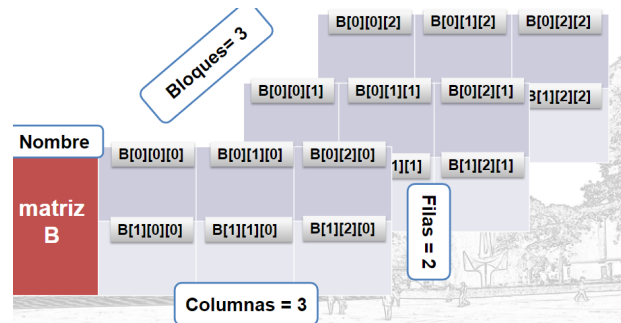 B[0][0][2] B[0][1][2] B[0][2][2]
Bloques= 3
B[0][0][1] B[0][1][1] B[0][2][1] B[1][2][2]
Nombre
B[0][0][0] B[0][1][0] B[0][2][0] 1][1] B[1][2][1]
matriz
B
B[1][0][0] B[1][1][0] B[1][2][0]
Filas = 2
Columnas = 3